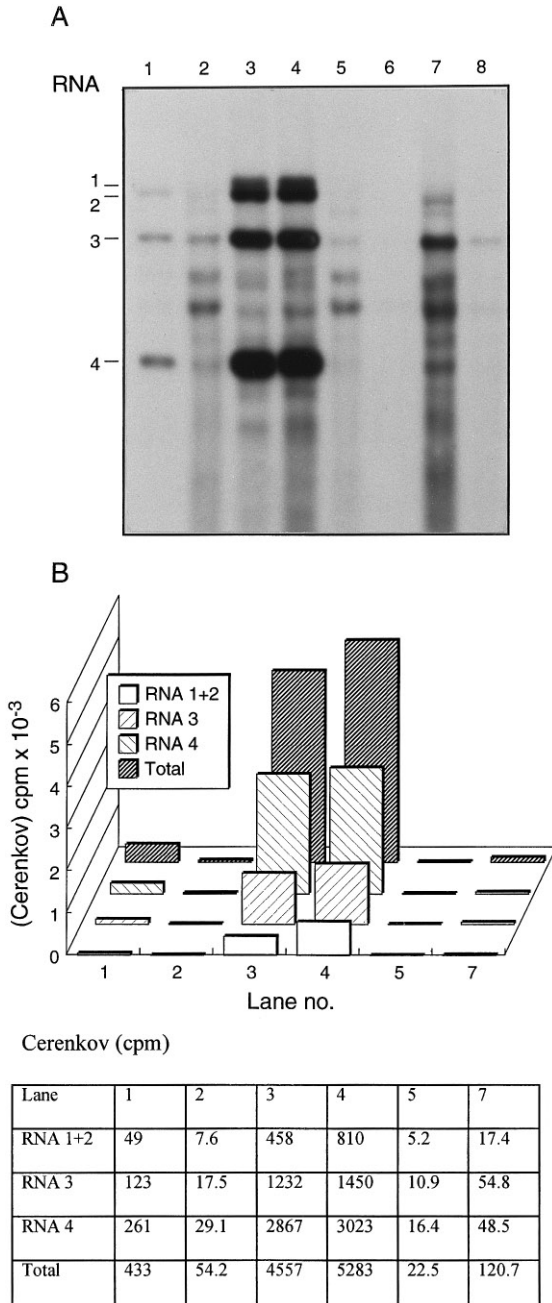 A
RNA 1 2 3 4 5 6 7 8
1
2
3
4
B
6
5
4
3
2
1
0
(Cerenkov) cpm x 10-3
RNA 1+2
RNA 3
RNA 4
Total
1 2 3 4 5 7
Lane no.
Cerenkov (cpm)
Lane 1 2 3 4 5 7
RNA 1+2 49 7.6 458 810 5.2 17.4
RNA 3 123 17.5 1232 1450 10.9 54.8
RNA 4 261 29.1 2867 3023 16.4 48.5
Total 433 54.2 4557 5283 22.5 120.7